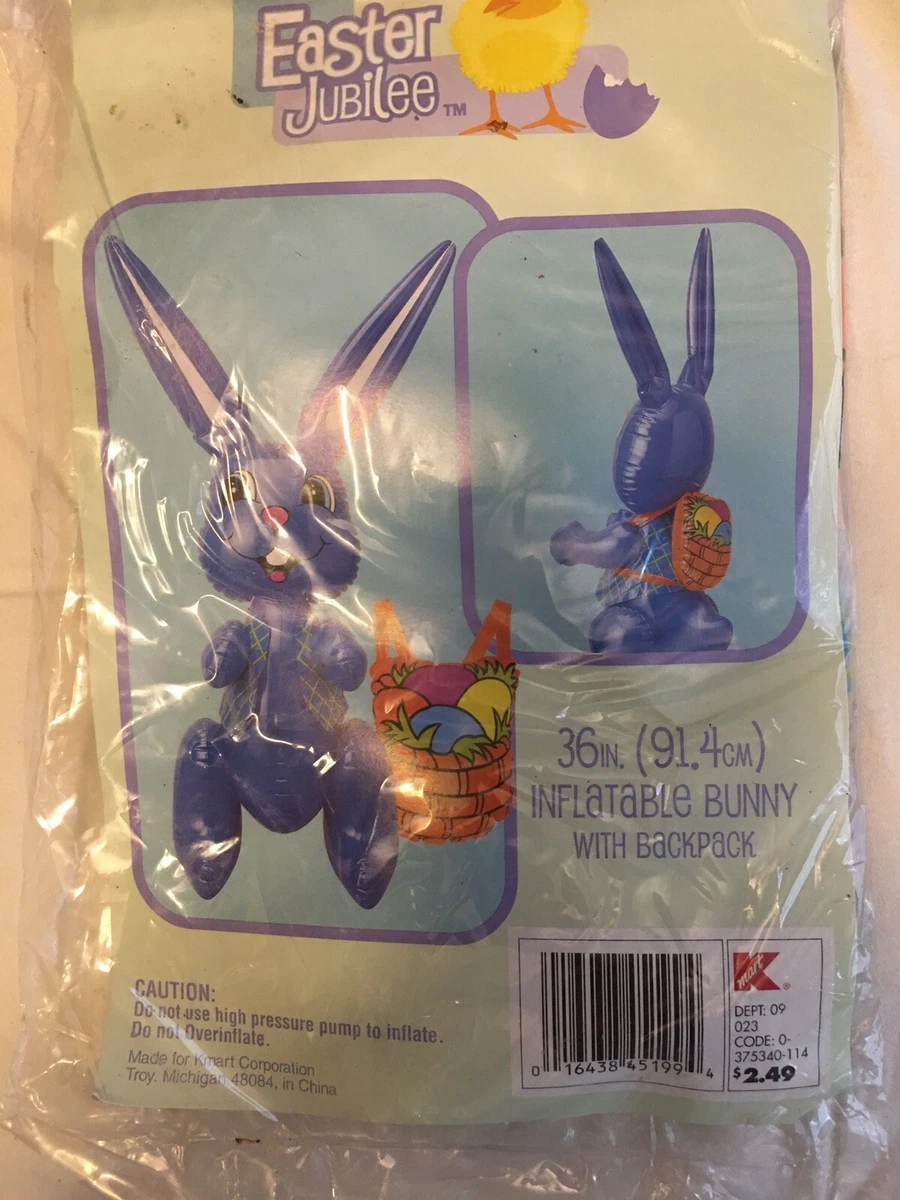 Easter
Jubilee™
36in. (91.4cm)
Inflatable Bunny
with Backpack
CAUTION:
Do not use high pressure pump to inflate.
Do not Overinflate.
Made for Kmart Corporation
Troy. Michigan 48084, in China
0 16438 45199 4
Kmart®
DEPT: 09
023
CODE: 0-
375340-114
$2.49